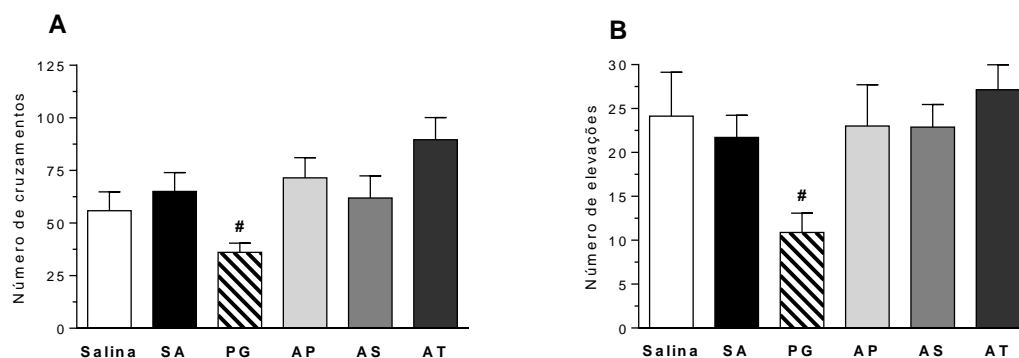 A
Número de cruzamentos
125
100
75
50
25
0
#
Salina SA PG AP AS AT
B
Número de elevações
30
25
20
15
10
5
0
#
Salina SA PG AP AS AT